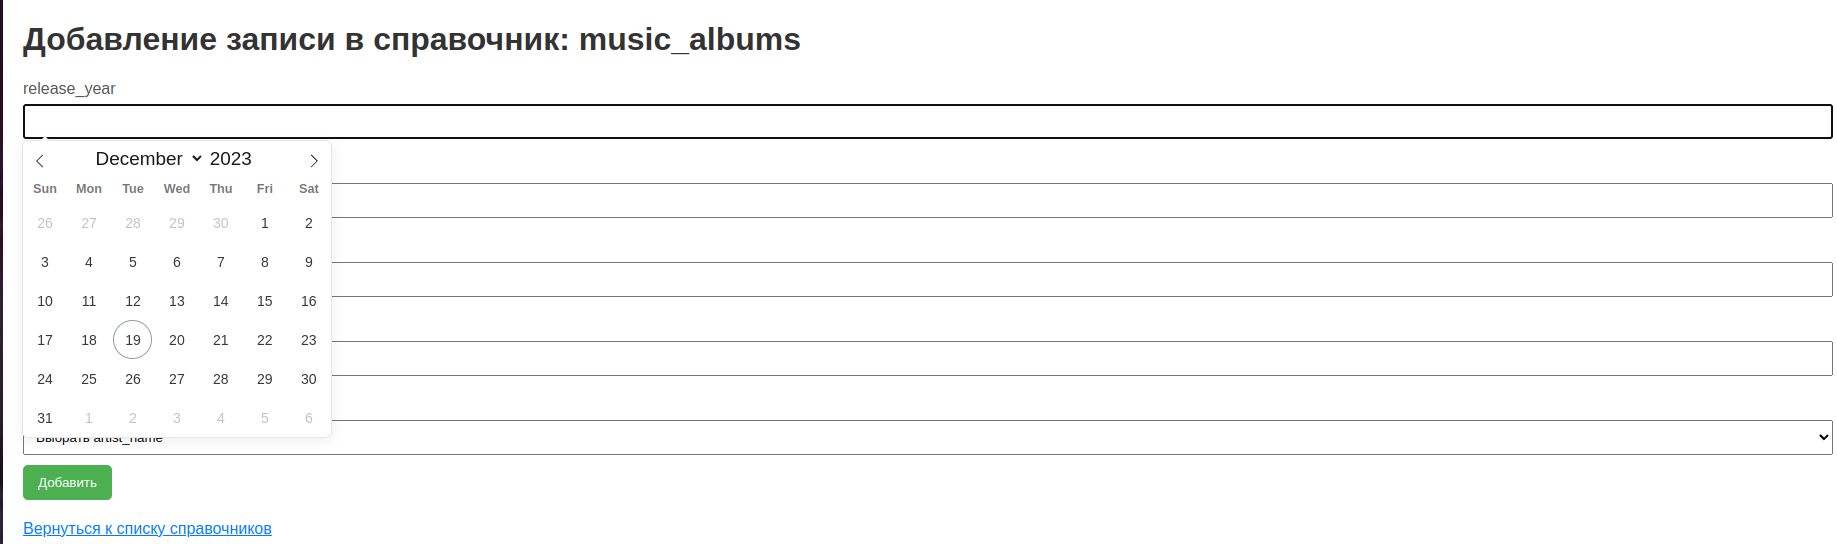 Добавление записи в справочник: music_albums
release_year
December 2023
Sun Mon Tue Wed Thu Fri Sat
26 27 28 29 30 1 2
3 4 5 6 7 8 9
10 11 12 13 14 15 16
17 18 19 20 21 22 23
24 25 26 27 28 29 30
31 1 2 3 4 5 6
Выбрать artist_name
Добавить
Вернуться к списку справочников